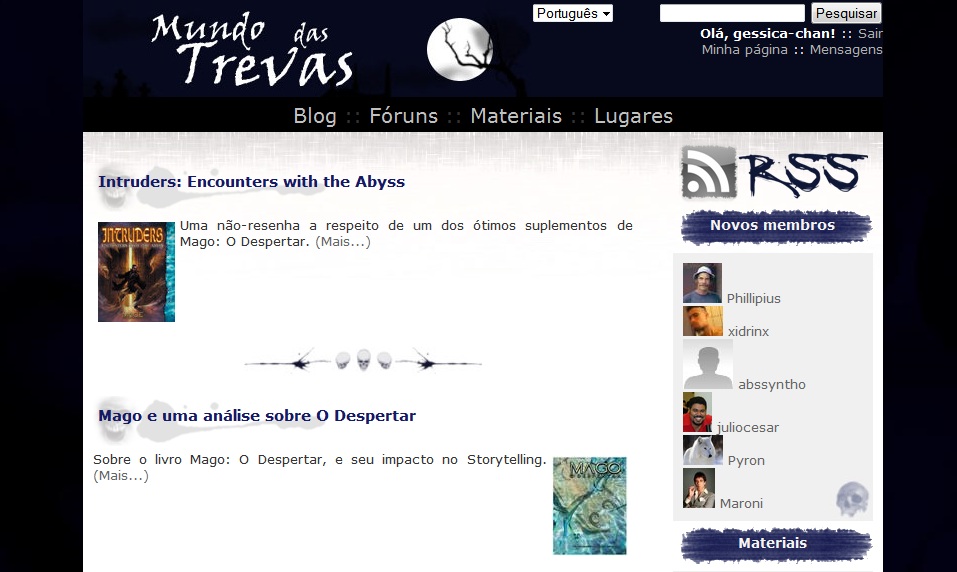 Mundo das
Trevas
Português
Pesquisar
Olá, gessica-chan! :: Sair
Minha página :: Mensagens
Blog :: Fóruns :: Materiais :: Lugares
Intruders: Encounters with the Abyss
INTRUDERS
Uma não-resenha a respeito de um dos ótimos suplementos de
Mago: O Despertar. (Mais...)
Mago e uma análise sobre O Despertar
Sobre o livro Mago: O Despertar, e seu impacto no Storytelling.
(Mais...)
MAGO
RSS
Novos membros
Phillipius
xidrinx
abssyntho
juliocesar
Pyron
Maroni
Materiais